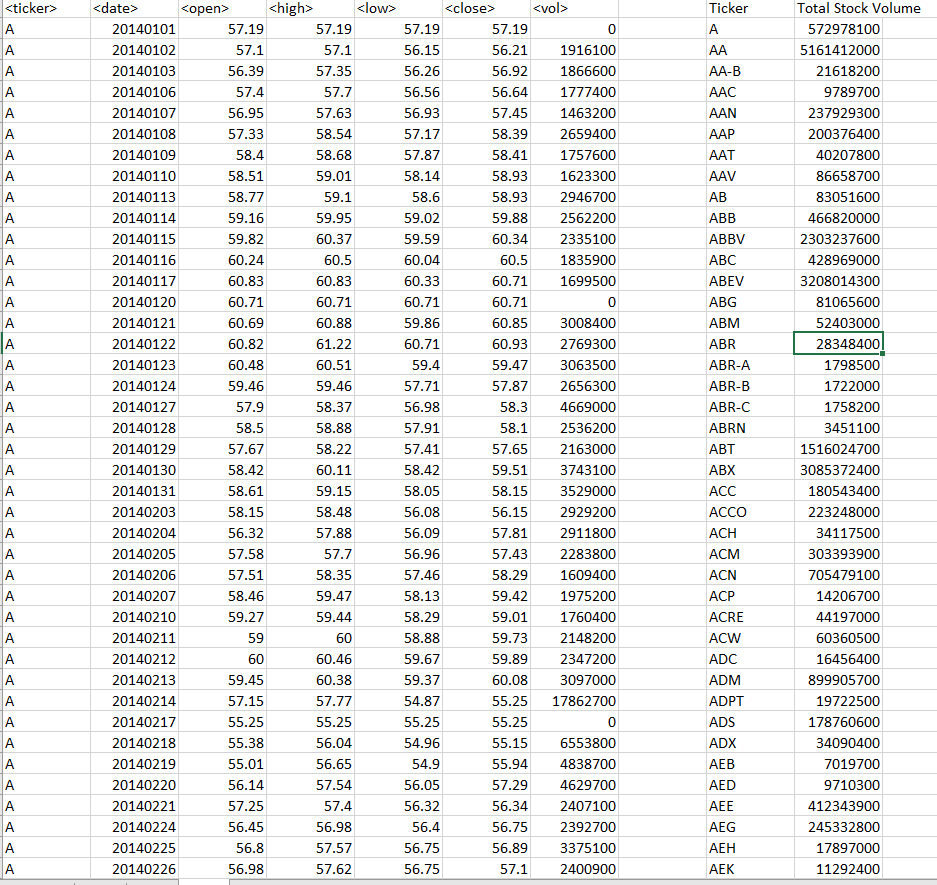 <ticker> <date> <open> <high> <low> <close> <vol> Ticker Total Stock Volume
A 20140101 57.19 57.19 57.19 57.19 0 A 572978100
A 20140102 57.1 57.1 56.15 56.21 1916100 AA 5161412000
A 20140103 56.39 57.35 56.26 56.92 1866600 AA-B 21618200
A 20140106 57.4 57.7 56.56 56.64 1777400 AAC 9789700
A 20140107 56.95 57.63 56.93 57.45 1463200 AAN 237929300
A 20140108 57.33 58.54 57.17 58.39 2659400 AAP 200376400
A 20140109 58.4 58.68 57.87 58.41 1757600 AAT 40207800
A 20140110 58.51 59.01 58.14 58.93 1623300 AAV 86658700
A 20140113 58.77 59.1 58.6 58.93 2946700 AB 83051600
A 20140114 59.16 59.95 59.02 59.88 2562200 ABB 466820000
A 20140115 59.82 60.37 59.59 60.34 2335100 ABBV 2303237600
A 20140116 60.24 60.5 60.04 60.5 1835900 ABC 428969000
A 20140117 60.83 60.83 60.33 60.71 1699500 ABEV 3208014300
A 20140120 60.71 60.71 60.71 60.71 0 ABG 81065600
A 20140121 60.69 60.88 59.86 60.85 3008400 ABM 52403000
A 20140122 60.82 61.22 60.71 60.93 2769300 ABR 28348400
A 20140123 60.48 60.51 59.4 59.47 3063500 ABR-A 1798500
A 20140124 59.46 59.46 57.71 57.87 2656300 ABR-B 1722000
A 20140127 57.9 58.37 56.98 58.3 4669000 ABR-C 1758200
A 20140128 58.5 58.88 57.91 58.1 2536200 ABRN 3451100
A 20140129 57.67 58.22 57.41 57.65 2163000 ABT 1516024700
A 20140130 58.42 60.11 58.42 59.51 3743100 ABX 3085372400
A 20140131 58.61 59.15 58.05 58.15 3529000 ACC 180543400
A 20140203 58.15 58.48 56.08 56.15 2929200 ACCO 223248000
A 20140204 56.32 57.88 56.09 57.81 2911800 ACH 34117500
A 20140205 57.58 57.7 56.96 57.43 2283800 ACM 303393900
A 20140206 57.51 58.35 57.46 58.29 1609400 ACN 705479100
A 20140207 58.46 59.47 58.13 59.42 1975200 ACP 14206700
A 20140210 59.27 59.44 58.29 59.01 1760400 ACRE 44197000
A 20140211 59 60 58.88 59.73 2148200 ACW 60360500
A 20140212 60 60.46 59.67 59.89 2347200 ADC 16456400
A 20140213 59.45 60.38 59.37 60.08 3097000 ADM 899905700
A 20140214 57.15 57.77 54.87 55.25 17862700 ADPT 19722500
A 20140217 55.25 55.25 55.25 55.25 0 ADS 178760600
A 20140218 55.38 56.04 54.96 55.15 6553800 ADX 34090400
A 20140219 55.01 56.65 54.9 55.94 4838700 AEB 7019700
A 20140220 56.14 57.54 56.05 57.29 4629700 AED 9710300
A 20140221 57.25 57.4 56.32 56.34 2407100 AEE 412343900
A 20140224 56.45 56.98 56.4 56.75 2392700 AEG 245332800
A 20140225 56.8 57.57 56.75 56.89 3375100 AEH 17897000
A 20140226 56.98 57.62 56.75 57.1 2400900 AEK 11292400